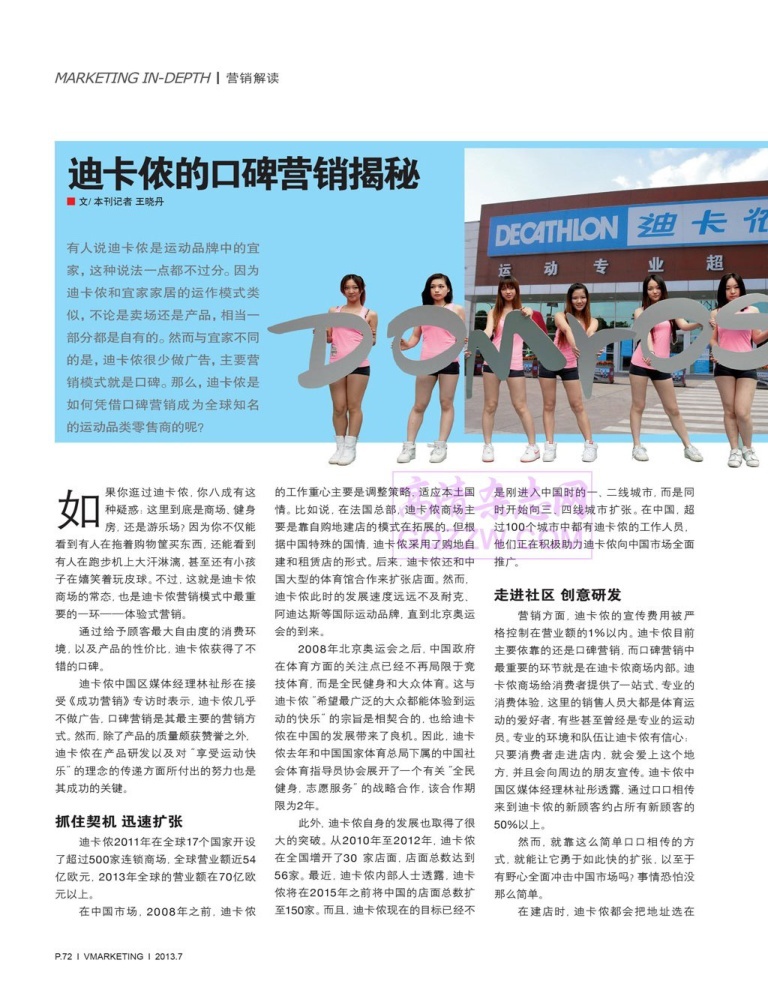 MARKETING IN-DEPTH | 营销解读
迪卡侬的口碑营销揭秘
■ 文/ 本刊记者 王晓丹
有人说迪卡侬是运动品牌中的宜
家，这种说法一点都不过分。因为
迪卡侬和宜家家居的运作模式类
似，不论是卖场还是产品，相当一
部分都是自有的。然而与宜家不同
的是，迪卡侬很少做广告，主要营
销模式就是口碑。那么，迪卡侬是
如何凭借口碑营销成为全球知名
的运动品类零售商的呢？
DECATHLON 迪卡侬
运动专业超
DOMYOS
如果你逛过迪卡侬，你八成有这
种疑惑：这里到底是商场、健身
房，还是游乐场？因为你不仅能
看到有人在拖着购物筐买东西，还能看到
有人在跑步机上大汗淋漓，甚至还有小孩
子在嬉笑着玩皮球。不过，这就是迪卡侬
商场的常态，也是迪卡侬营销模式中最重
要的一环——体验式营销。
通过给予顾客最大自由度的消费环
境，以及产品的性价比，迪卡侬获得了不
错的口碑。
迪卡侬中国区媒体经理林祉彤在接
受《成功营销》专访时表示，迪卡侬几乎
不做广告，口碑营销是其最主要的营销方
式。然而，除了产品的质量颇获赞誉之外，
迪卡侬在产品研发以及对“享受运动快
乐”的理念的传递方面所付出的努力也是
其成功的关键。
抓住契机 迅速扩张
迪卡侬2011年在全球17个国家开设
了超过500家连锁商场，全球营业额近54
亿欧元，2013年全球的营业额在70亿欧
元以上。
在中国市场，2008年之前，迪卡侬
的工作重心主要是调整策略，适应本土国
情。比如说，在法国总部，迪卡侬商场主
要是靠自购地建店的模式在拓展的。但根
据中国特殊的国情，迪卡侬采用了购地自
建和租赁店的形式。后来，迪卡侬还和中
国大型的体育馆合作来扩张店面。然而，
迪卡侬此时的发展速度远远不及耐克，
阿迪达斯等国际运动品牌，直到北京奥运
会的到来。
2008年北京奥运会之后，中国政府
在体育方面的关注点已经不再局限于竞
技体育，而是全民健身和大众体育。这与
迪卡侬“希望最广泛的大众都能体验到运
动的快乐”的宗旨是相契合的，也给迪卡
侬在中国的发展带来了良机。因此，迪卡
侬去年和中国国家体育总局下属的中国社
会体育指导员协会展开了一个有关“全民
健身，志愿服务”的战略合作，该合作期
限为2年。
此外，迪卡侬自身的发展也取得了很
大的突破。从2010年至2012年，迪卡侬
在全国增开了30 家店面，店面总数达到
56家。最近，迪卡侬内部人士透露，迪卡
侬将在2015年之前将中国的店面总数扩
至150家。而且，迪卡侬现在的目标已经不
是刚进入中国时的一、二线城市，而是同
时开始向三、四线城市扩张。在中国，超
过100个城市中都有迪卡侬的工作人员，
他们正在积极助力迪卡侬向中国市场全面
推广。
走进社区 创意研发
营销方面，迪卡侬的宣传费用被严
格控制在营业额的1%以内。迪卡侬目前
主要依靠的还是口碑营销，而口碑营销中
最重要的环节就是在迪卡侬商场内部。迪
卡侬商场给消费者提供了一站式、专业的
消费体验，这里的销售人员大都是体育运
动的爱好者，有些甚至曾经是专业的运动
员。专业的环境和队伍让迪卡侬有信心：
只要消费者走进店内，就会爱上这个地
方，并且会向周边的朋友宣传。迪卡侬中
国区媒体经理林祉彤透露，通过口口相传
来到迪卡侬的新顾客约占所有新顾客的
50%以上。
然而，就靠这么简单口口相传的方
式，就能让它勇于如此快的扩张，以至于
有野心全面冲击中国市场吗？事情恐怕没
那么简单。
在建店时，迪卡侬都会把地址选在
高清杂志网
GQZZW.COM
P.72 | VMARKETING | 2013.7